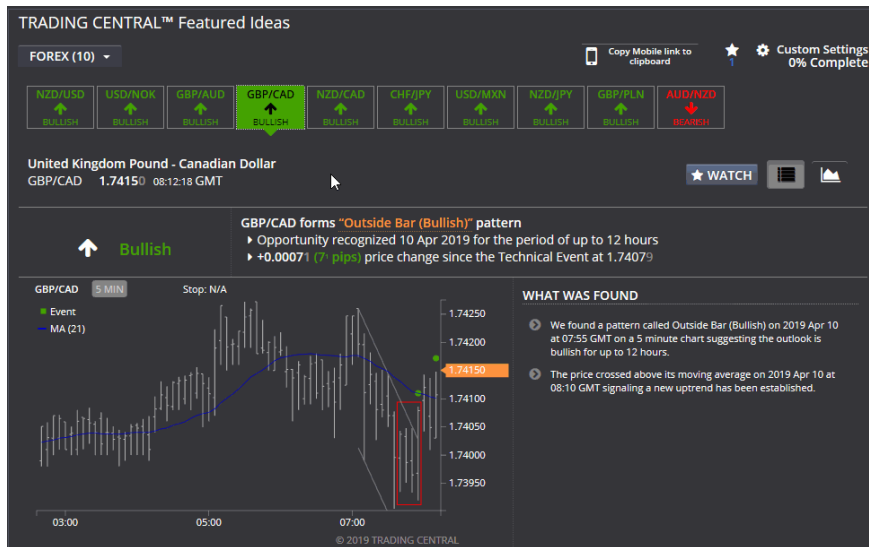 TRADING CENTRAL™ Featured Ideas
FOREX (10)
Copy Mobile link to
clipboard
1
Custom Settings
0% Complete
NZD/USD USD/NOK GBP/AUD GBP/CAD NZD/CAD CHF/JPY USD/MXN NZD/JPY GBP/PLN AUD/NZD
BULLISH BULLISH BULLISH BULLISH BULLISH BULLISH BULLISH BULLISH BULLISH BEARISH
United Kingdom Pound - Canadian Dollar
GBP/CAD 1.74150 08:12:18 GMT
WATCH
Bullish
GBP/CAD forms "Outside Bar (Bullish)" pattern
Opportunity recognized 10 Apr 2019 for the period of up to 12 hours
+0.00071 (7¹ pips) price change since the Technical Event at 1.74079
GBP/CAD 5 MIN Stop: N/A
Event
MA (21)
1.74250
1.74200
1.74150
1.74100
1.74050
1.74000
1.73950
03:00 05:00 07:00
© 2019 TRADING CENTRAL
WHAT WAS FOUND
We found a pattern called Outside Bar (Bullish) on 2019 Apr 10
at 07:55 GMT on a 5 minute chart suggesting the outlook is
bullish for up to 12 hours.
The price crossed above its moving average on 2019 Apr 10 at
08:10 GMT signaling a new uptrend has been established.